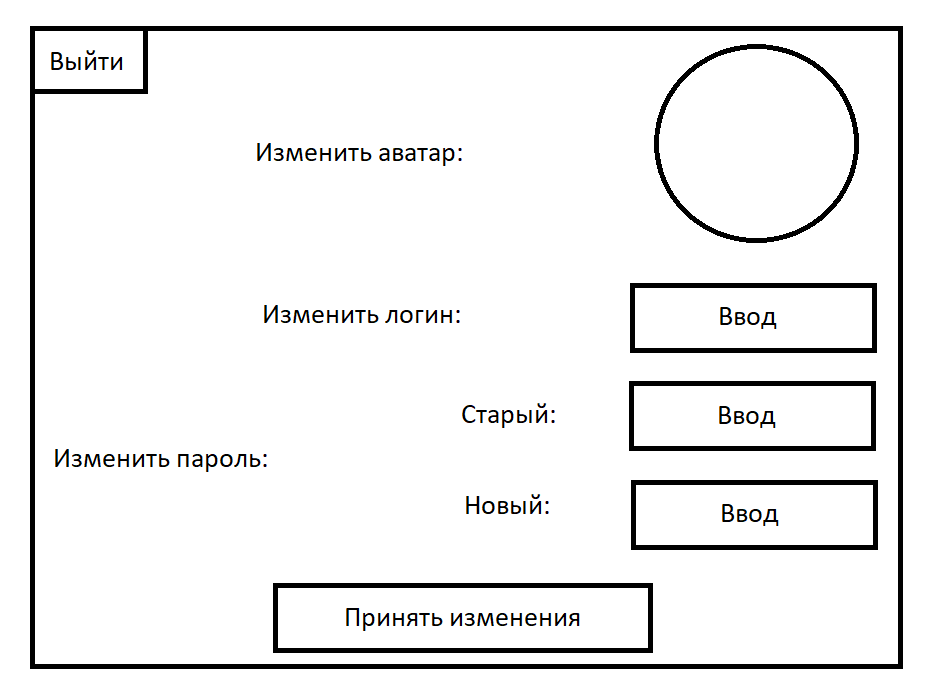 Выйти
Изменить аватар:
Изменить логин:
Ввод
Изменить пароль:
Старый:
Ввод
Новый:
Ввод
Принять изменения